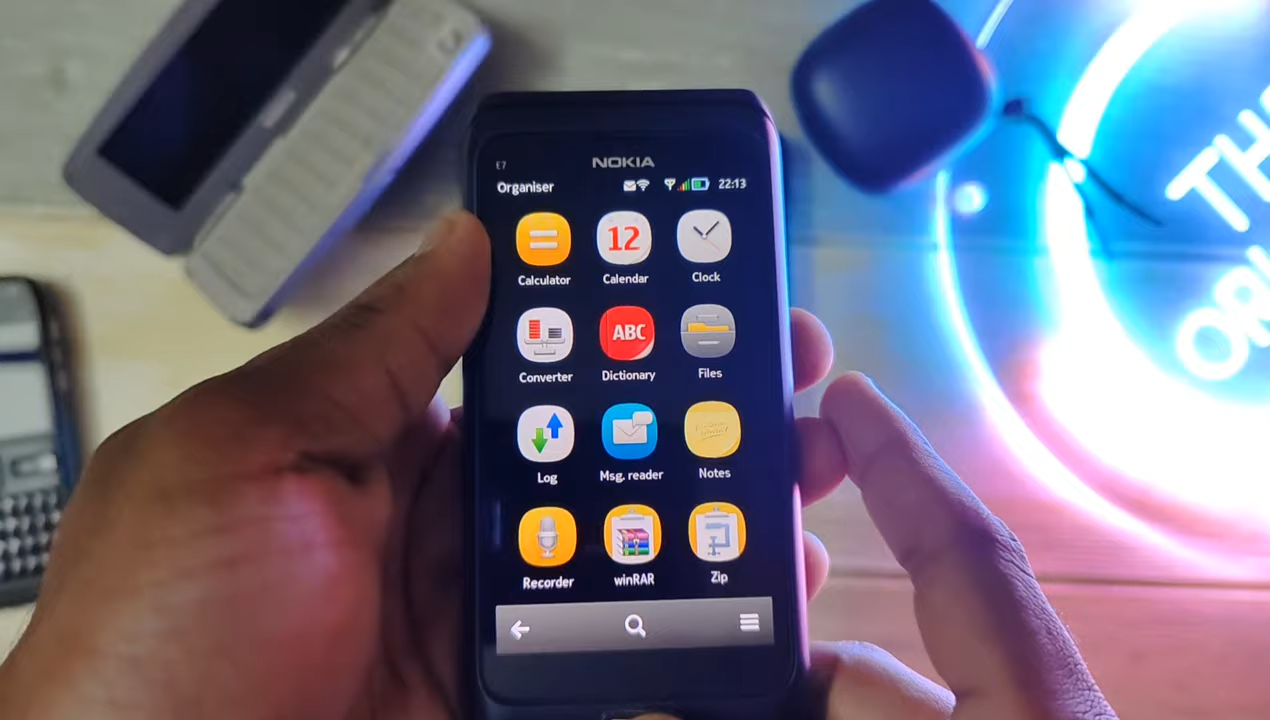 E7
NOKIA
Organiser 22:13
= 12
Calculator Calendar Clock
ABC
Converter Dictionary Files
Log Msg. reader Notes
Recorder winRAR Zip